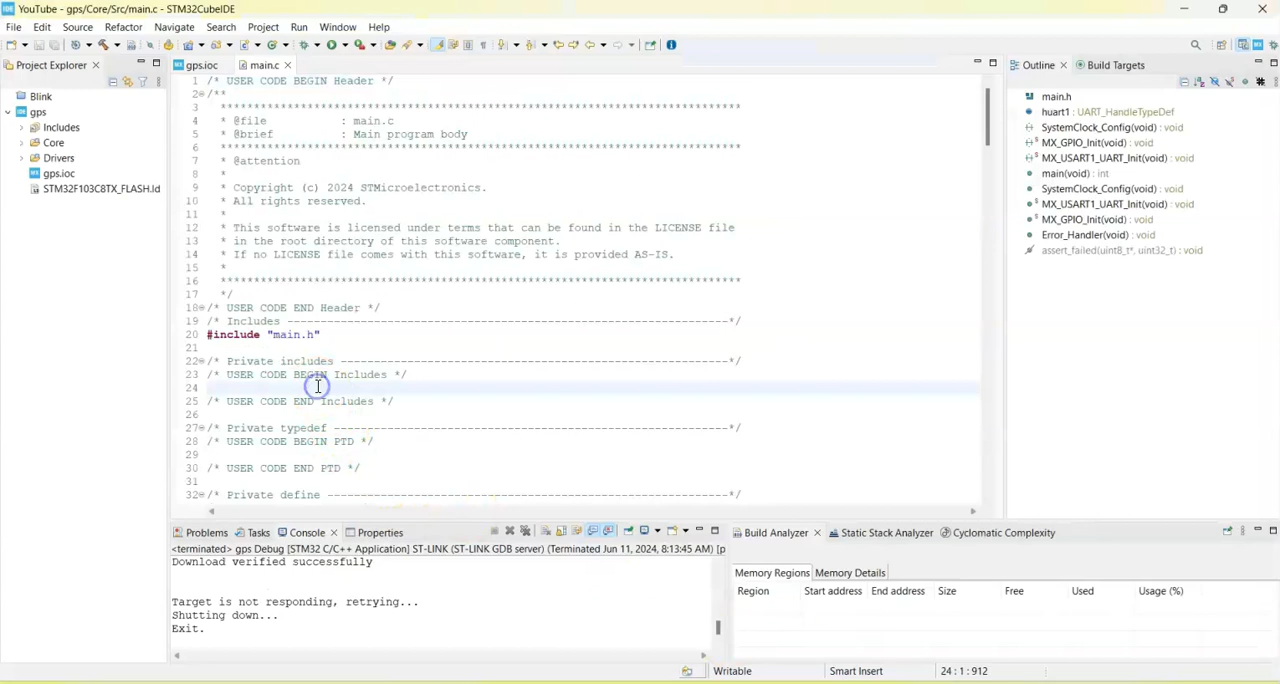 YouTube - gps/Core/Src/main.c - STM32CubeIDE
File Edit Source Refactor Navigate Search Project Run Window Help
Project Explorer
gps.ioc main.c
Outline Build Targets
Blink
gps
Includes
Core
Drivers
gps.ioc
STM32F103C8TX_FLASH.ld
1 /* USER CODE BEGIN Header */
2 /**
3 ******************************************************************************
4 * @file : main.c
5 * @brief : Main program body
6 ******************************************************************************
7 * @attention
8 *
9 * Copyright (c) 2024 STMicroelectronics.
10 * All rights reserved.
11 *
12 * This software is licensed under terms that can be found in the LICENSE file
13 * in the root directory of this software component.
14 * If no LICENSE file comes with this software, it is provided AS-IS.
15 *
16 ******************************************************************************
17 */
18 /* USER CODE END Header */
19 /* Includes ------------------------------------------------------------------*/
20 #include "main.h"
21
22 /* Private includes ----------------------------------------------------------*/
23 /* USER CODE BEGIN Includes */
24
25 /* USER CODE END Includes */
26
27 /* Private typedef -----------------------------------------------------------*/
28 /* USER CODE BEGIN PTD */
29
30 /* USER CODE END PTD */
31
32 /* Private define ------------------------------------------------------------*/
main.h
huart1 : UART_HandleTypeDef
SystemClock_Config(void) : void
MX_GPIO_Init(void) : void
MX_USART1_UART_Init(void) : void
main(void) : int
SystemClock_Config(void) : void
MX_USART1_UART_Init(void) : void
MX_GPIO_Init(void) : void
Error_Handler(void) : void
assert_failed(uint8_t*, uint32_t) : void
Problems Tasks Console Properties
<terminated> gps Debug [STM32 C/C++ Application] ST-LINK (ST-LINK GDB server) (Terminated Jun 11, 2024, 8:13:45 AM) [p
Download verified successfully
Target is not responding, retrying...
Shutting down...
Exit.
Build Analyzer Static Stack Analyzer Cyclomatic Complexity
Memory Regions Memory Details
Region Start address End address Size Free Used Usage (%)
Writable Smart Insert 24 : 1 : 912